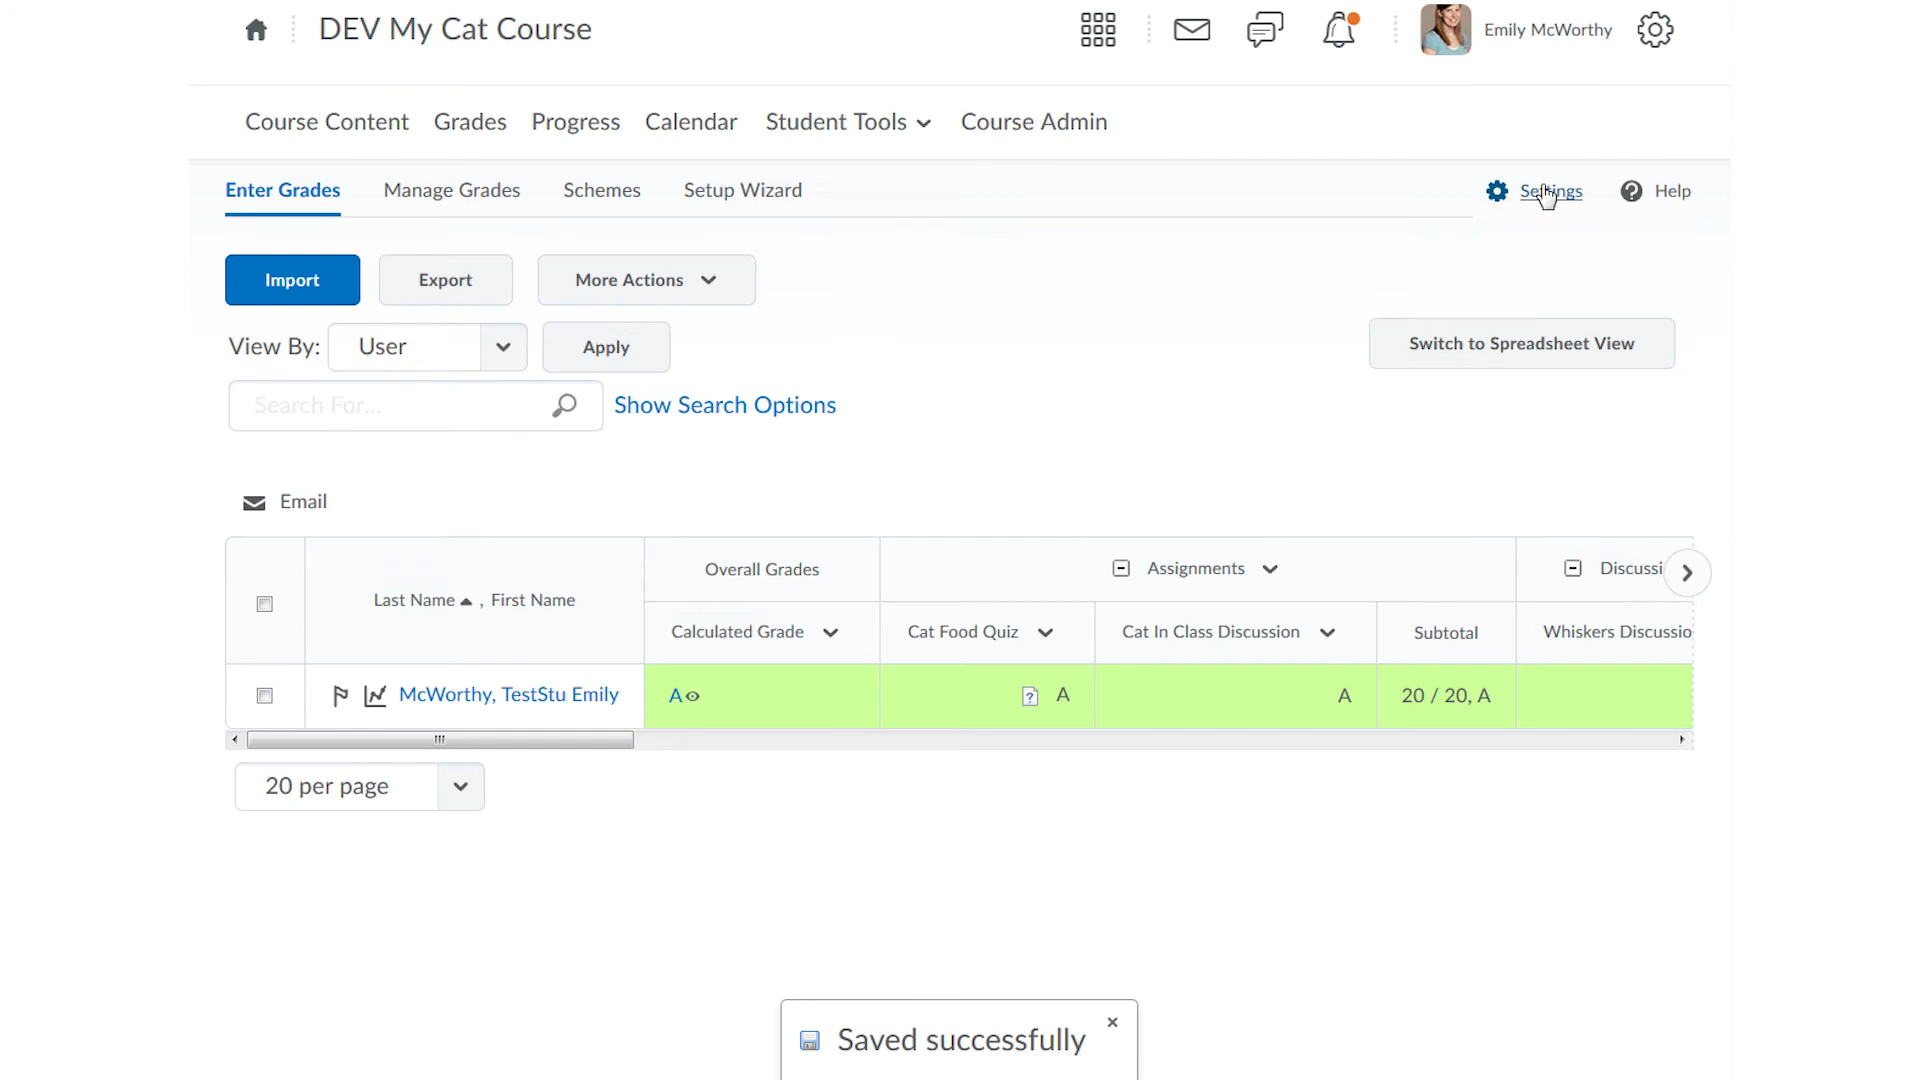 DEV My Cat Course
Emily McWorthy
Course Content Grades Progress Calendar Student Tools Course Admin
Enter Grades Manage Grades Schemes Setup Wizard Settings Help
Import Export More Actions
View By: User Apply Switch to Spreadsheet View
Search For... Show Search Options
Email
Last Name , First Name
Overall Grades Assignments Discussi
Calculated Grade Cat Food Quiz Cat In Class Discussion Subtotal Whiskers Discussio
McWorthy, TestStu Emily A A A 20 / 20, A
20 per page
Saved successfully